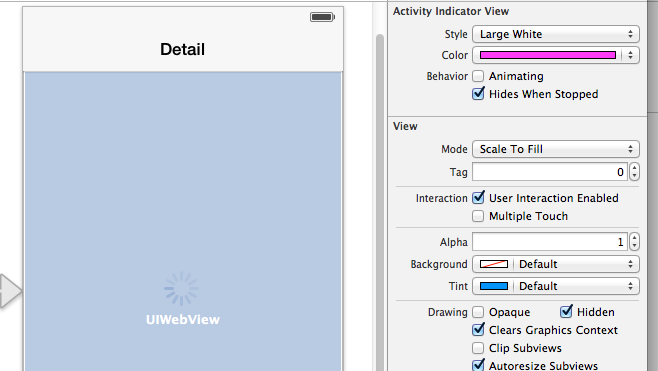 Detail
UIWebView
Activity Indicator View
Style Large White
Color
Behavior Animating
Hides When Stopped
View
Mode Scale To Fill
Tag 0
Interaction User Interaction Enabled
Multiple Touch
Alpha 1
Background Default
Tint Default
Drawing Opaque Hidden
Clears Graphics Context
Clip Subviews
Autoresize Subviews